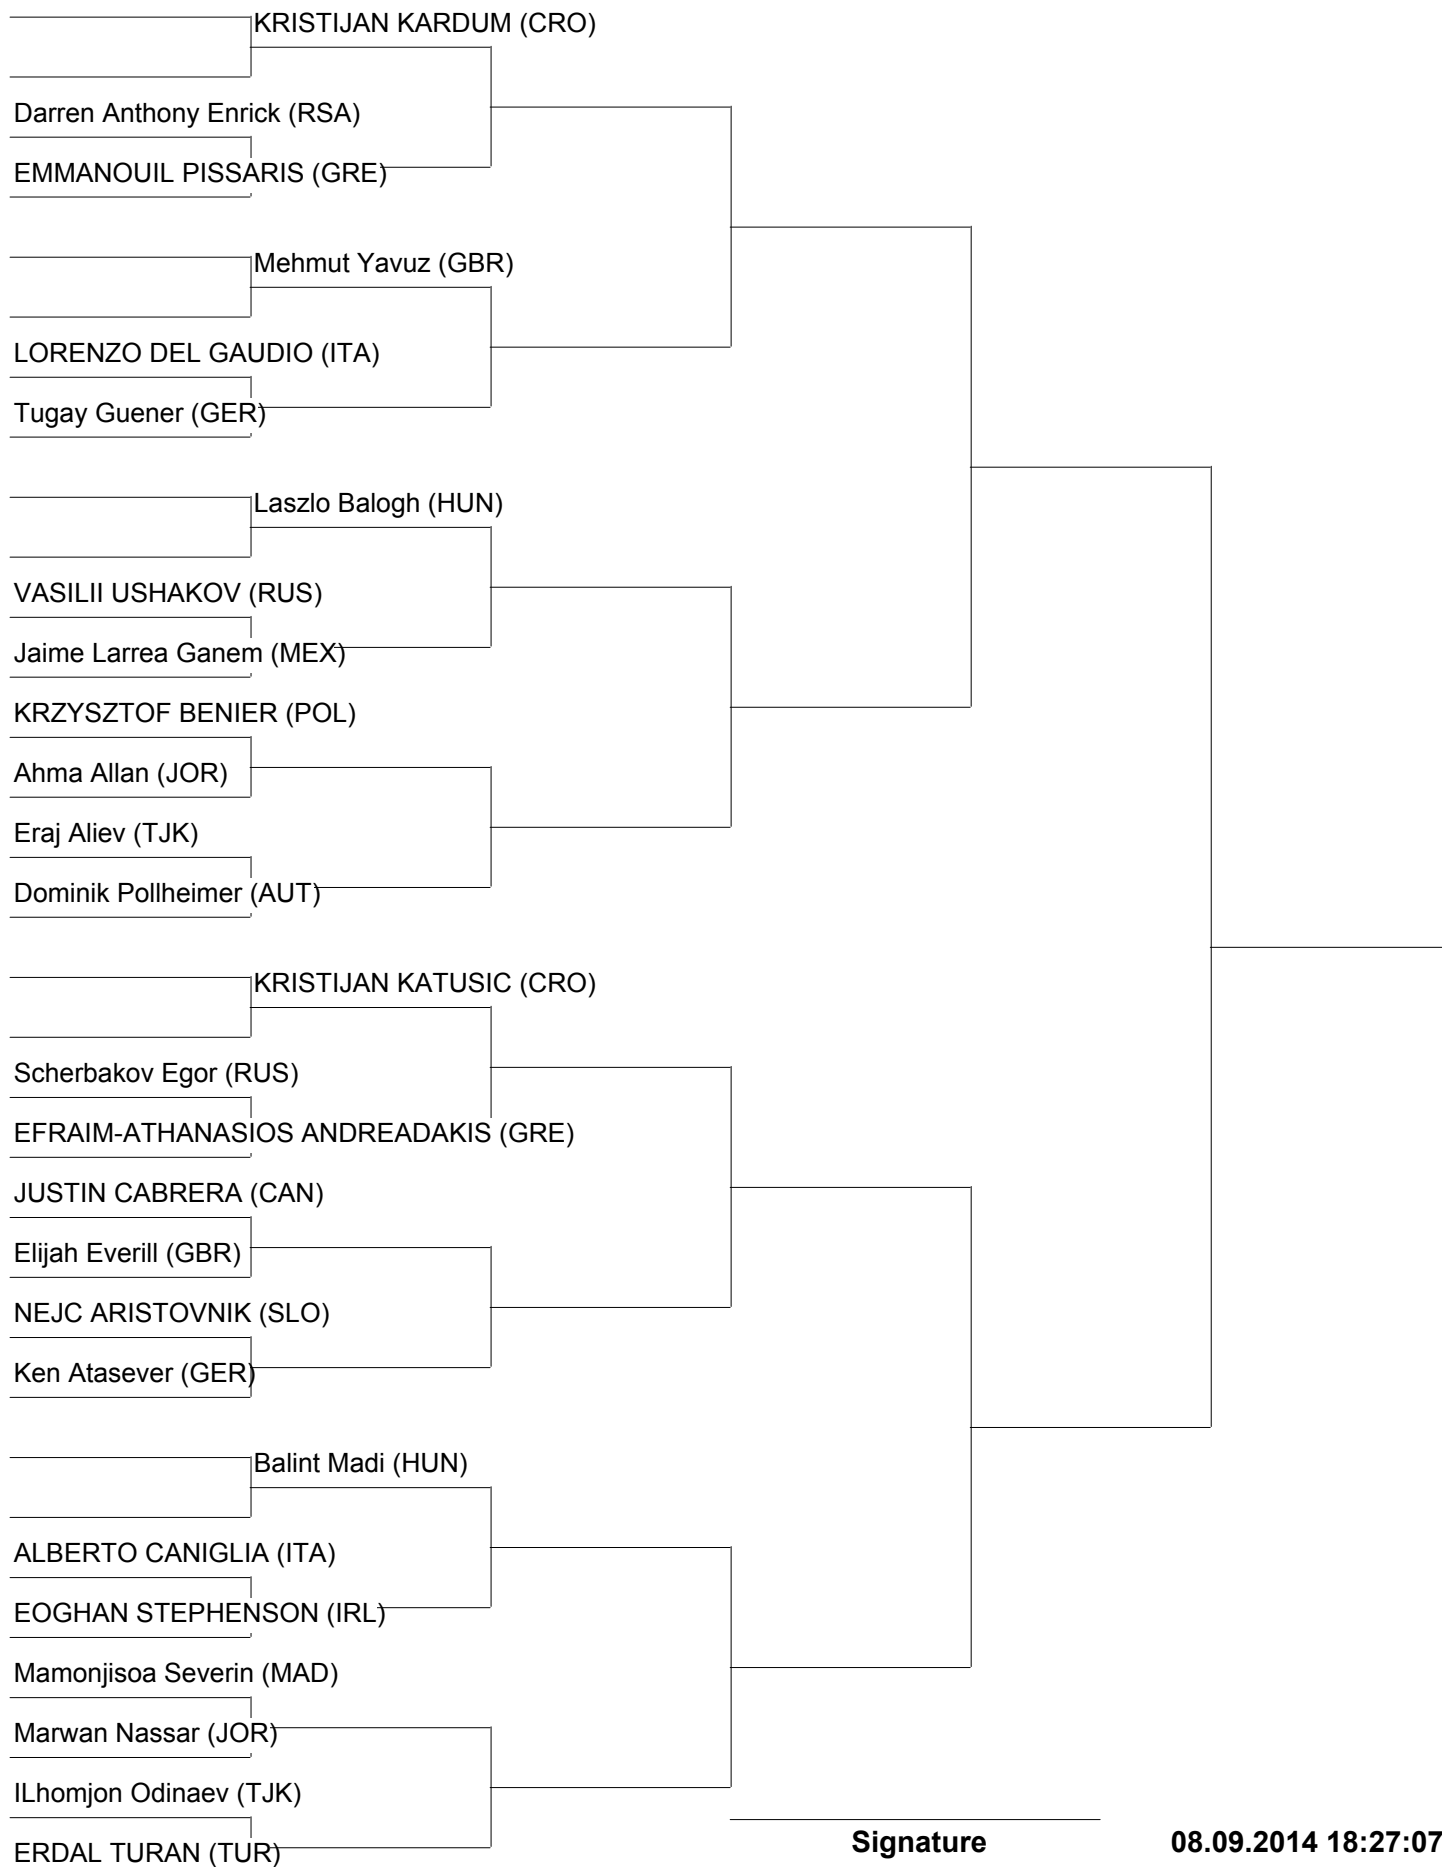 KRISTIJAN KARDUM (CRO)
Darren Anthony Enrick (RSA)
EMMANOUIL PISSARIS (GRE)
Mehmut Yavuz (GBR)
LORENZO DEL GAUDIO (ITA)
Tugay Guener (GER)
Laszlo Balogh (HUN)
VASILII USHAKOV (RUS)
Jaime Larrea Ganem (MEX)
KRZYSZTOF BENIER (POL)
Ahma Allan (JOR)
Eraj Aliev (TJK)
Dominik Pollheimer (AUT)
KRISTIJAN KATUSIC (CRO)
Scherbakov Egor (RUS)
EFRAIM-ATHANASIOS ANDREADAKIS (GRE)
JUSTIN CABRERA (CAN)
Elijah Everill (GBR)
NEJC ARISTOVNIK (SLO)
Ken Atasever (GER)
Balint Madi (HUN)
ALBERTO CANIGLIA (ITA)
EOGHAN STEPHENSON (IRL)
Mamonjisoa Severin (MAD)
Marwan Nassar (JOR)
ILhomjon Odinaev (TJK)
ERDAL TURAN (TUR)
Signature 08.09.2014 18:27:07